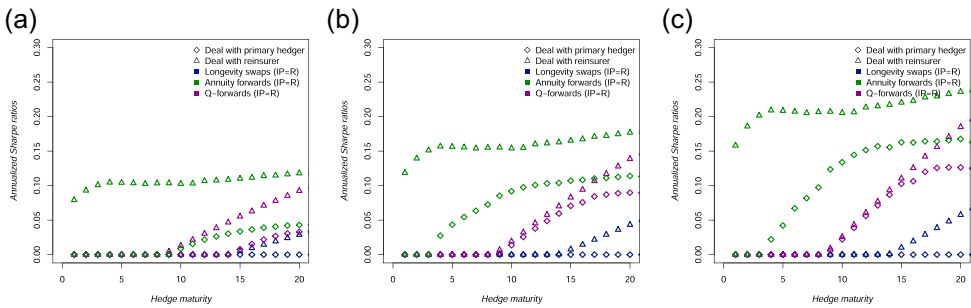 (a)
0.30
0.25
0.20
0.15
0.10
0.05
0.00
Annualized Sharpe ratios
Deal with primary hedger
Deal with reinsurer
Longevity swaps (IP=R)
Annuity forwards (IP=R)
Q−forwards (IP=R)
0 5 10 15 20
Hedge maturity
(b)
0.30
0.25
0.20
0.15
0.10
0.05
0.00
Annualized Sharpe ratios
Deal with primary hedger
Deal with reinsurer
Longevity swaps (IP=R)
Annuity forwards (IP=R)
Q−forwards (IP=R)
0 5 10 15 20
Hedge maturity
(c)
0.30
0.25
0.20
0.15
0.10
0.05
0.00
Annualized Sharpe ratios
Deal with primary hedger
Deal with reinsurer
Longevity swaps (IP=R)
Annuity forwards (IP=R)
Q−forwards (IP=R)
0 5 10 15 20
Hedge maturity